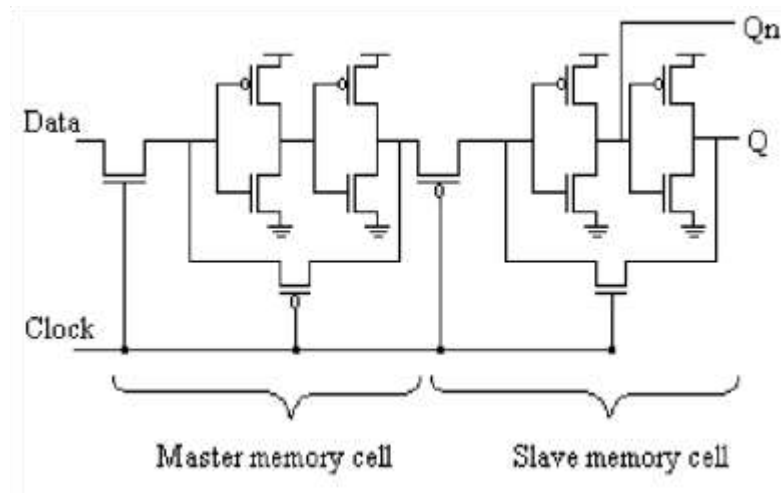 Qn
Data
Q
Clock
Master memory cell
Slave memory cell